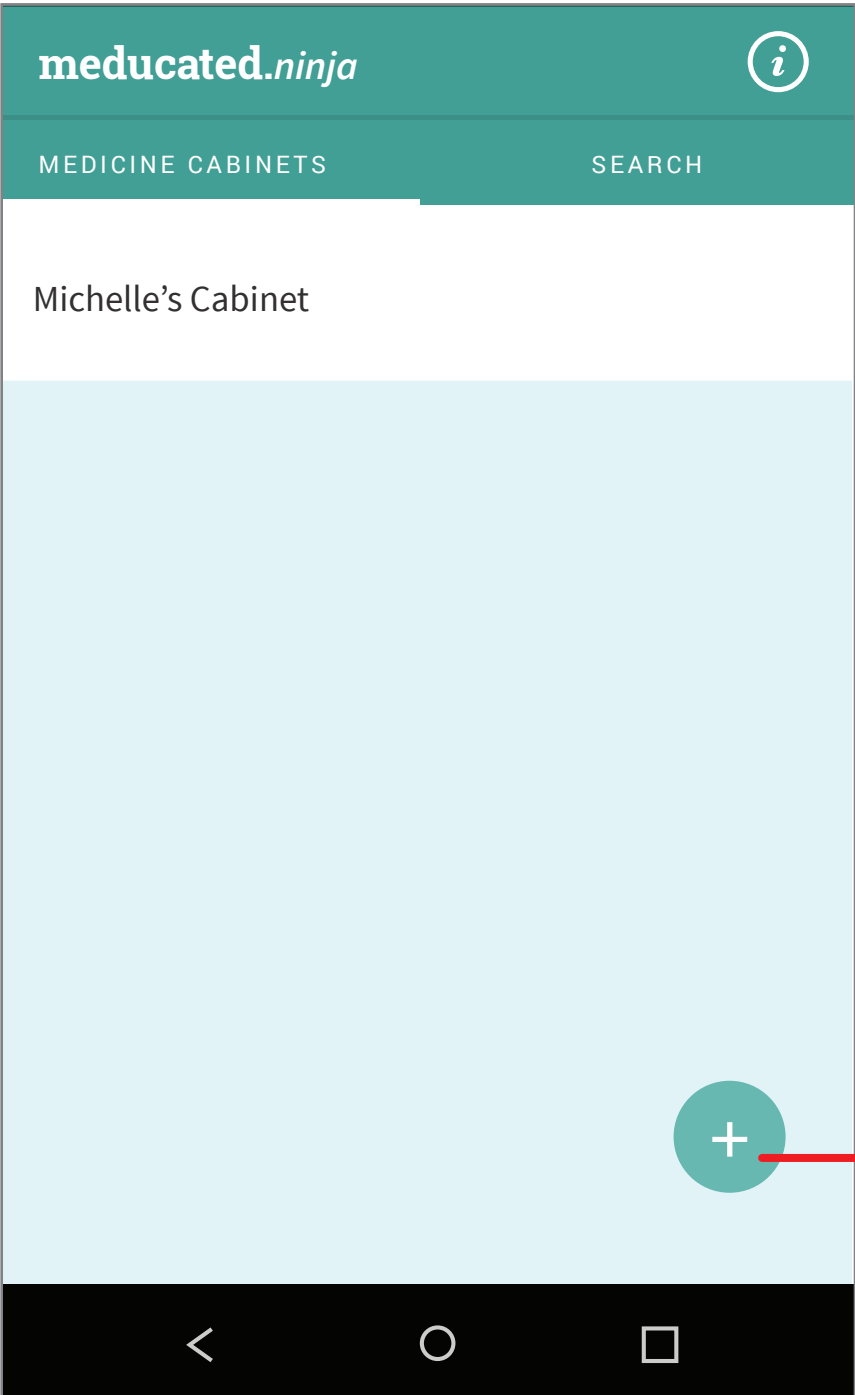 meducated.ninja
i
MEDICINE CABINETS
SEARCH
Michelle’s Cabinet
+